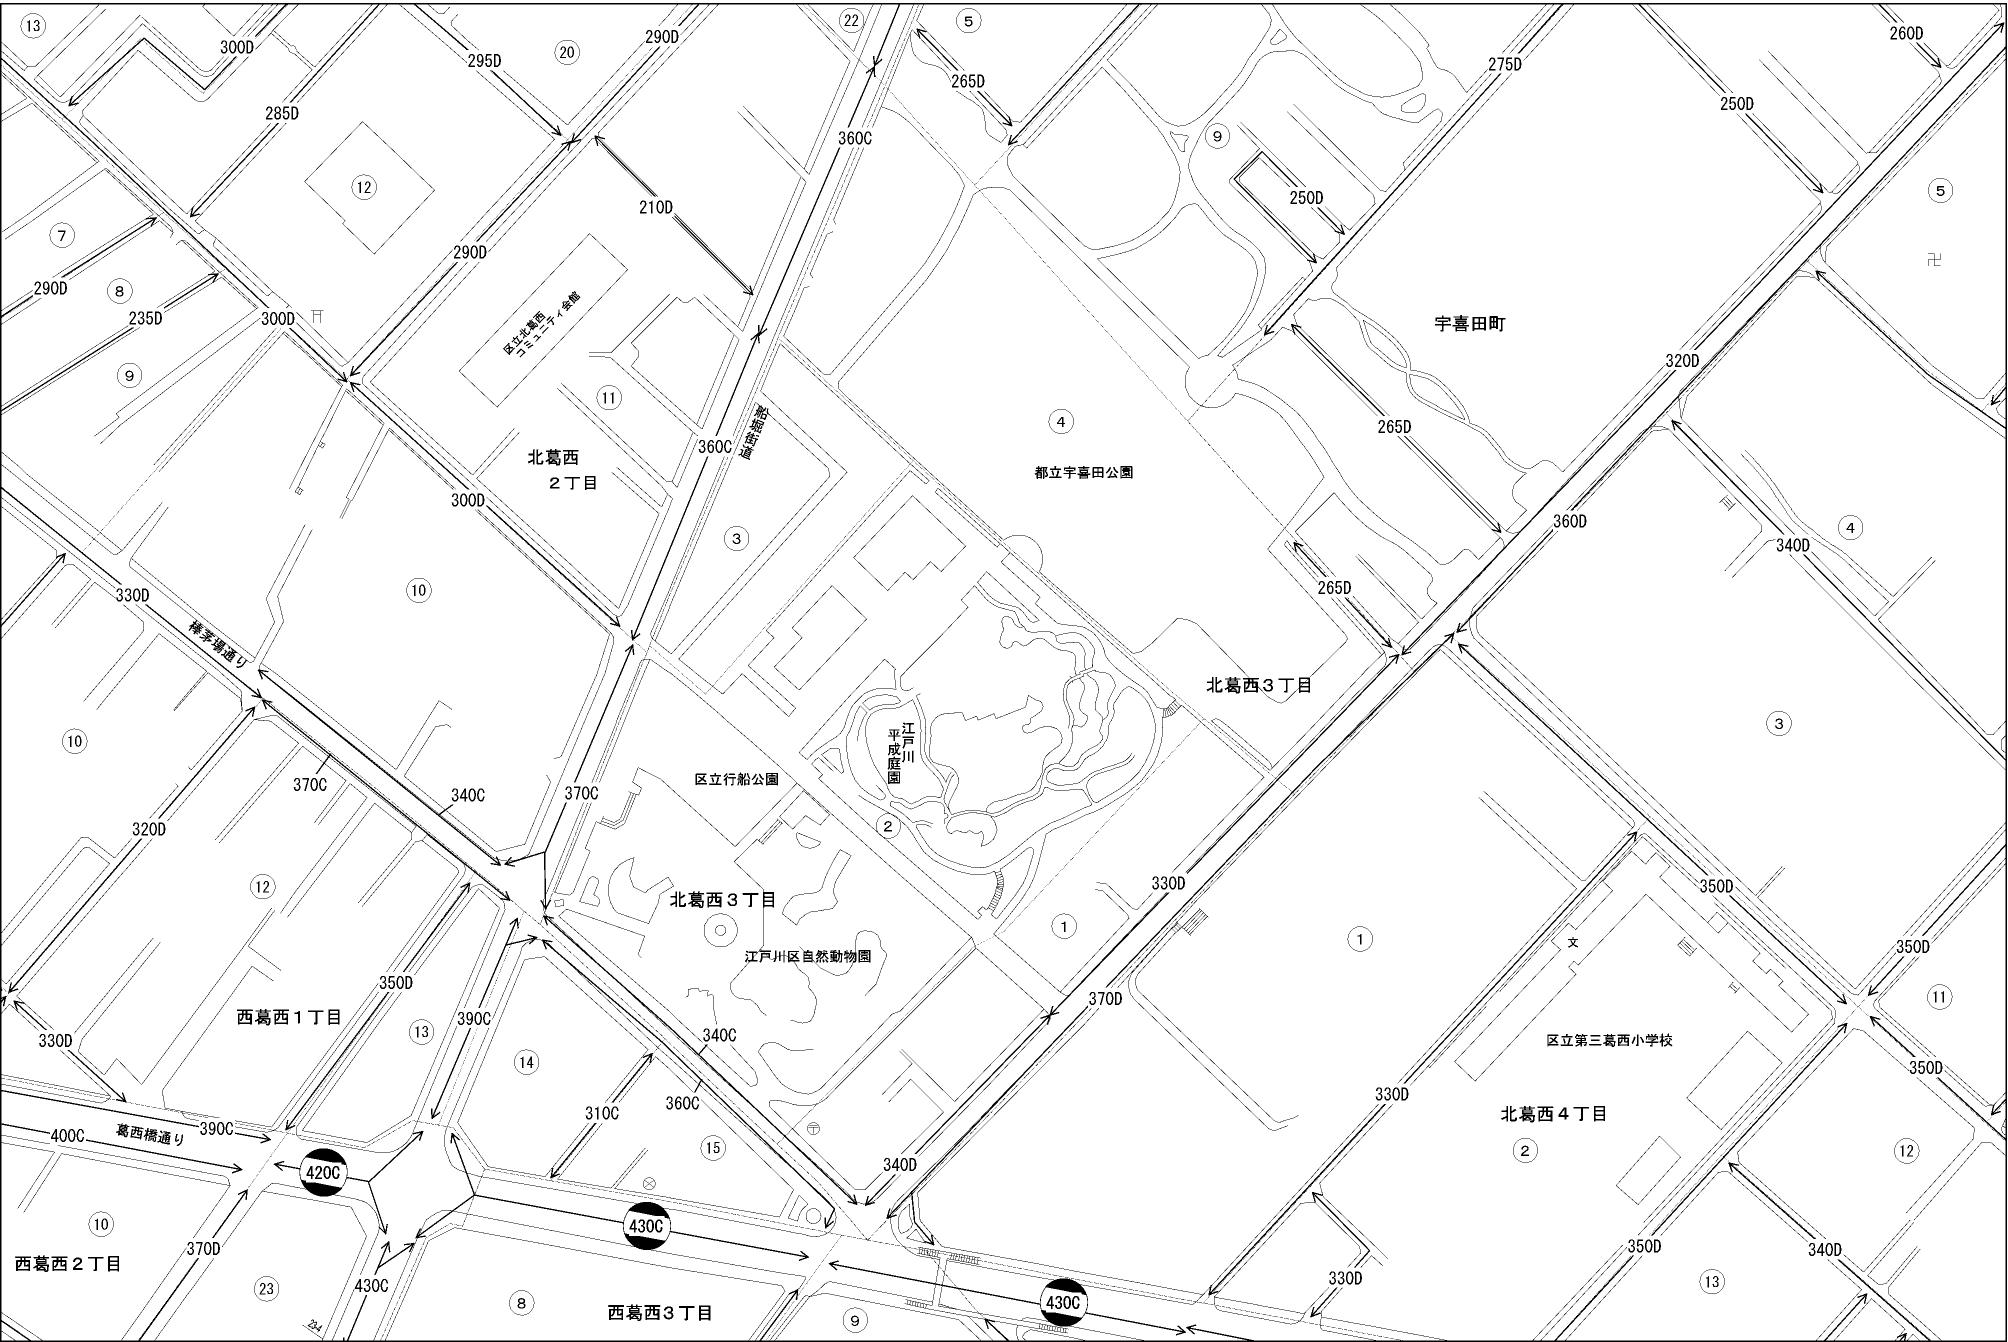 13
300D
295D
20
290D
22
5
265D
275D
260D
285D
360C
250D
9
12
250D
5
210D
7
290D
290D
8
235D
300D
9
区立北葛西
コミュニティ会館
11
宇喜田町
320D
船堀街道
360C
4
265D
北葛西
2丁目
都立宇喜田公園
300D
3
360D
4
340D
10
330D
棒茅場通り
265D
北葛西3丁目
3
10
370C
340C
370C
区立行船公園
江戸川
平成庭園
2
320D
12
330D
350D
北葛西3丁目
1
1
文
350D
江戸川区自然動物園
350D
390C
370D
11
西葛西1丁目
13
330D
340C
14
区立第三葛西小学校
350D
360C
310C
330D
北葛西4丁目
390C
400C
葛西橋通り
15
2
12
420C
340D
10
430C
370D
350D
340D
西葛西2丁目
430C
330D
13
23
8
西葛西3丁目
430C
9
23-4